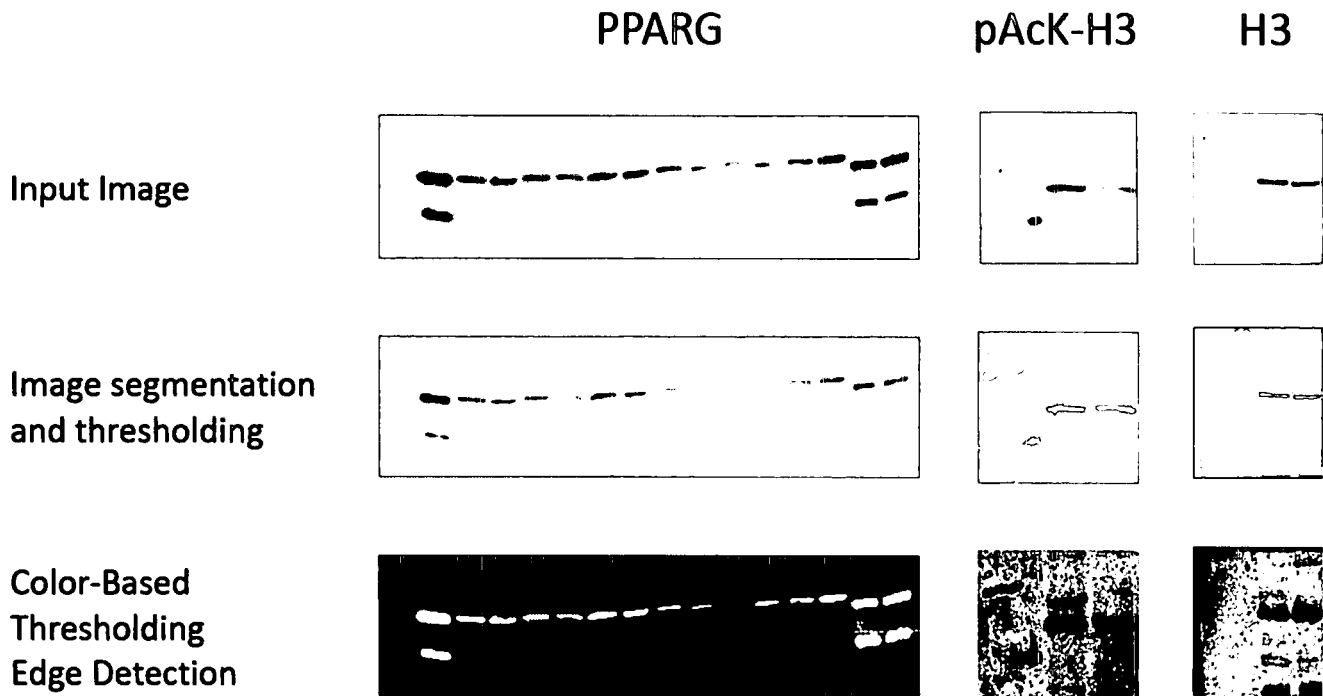 PPARG pAcK-H3 H3
Input Image
Image segmentation
and thresholding
Color-Based
Thresholding
Edge Detection